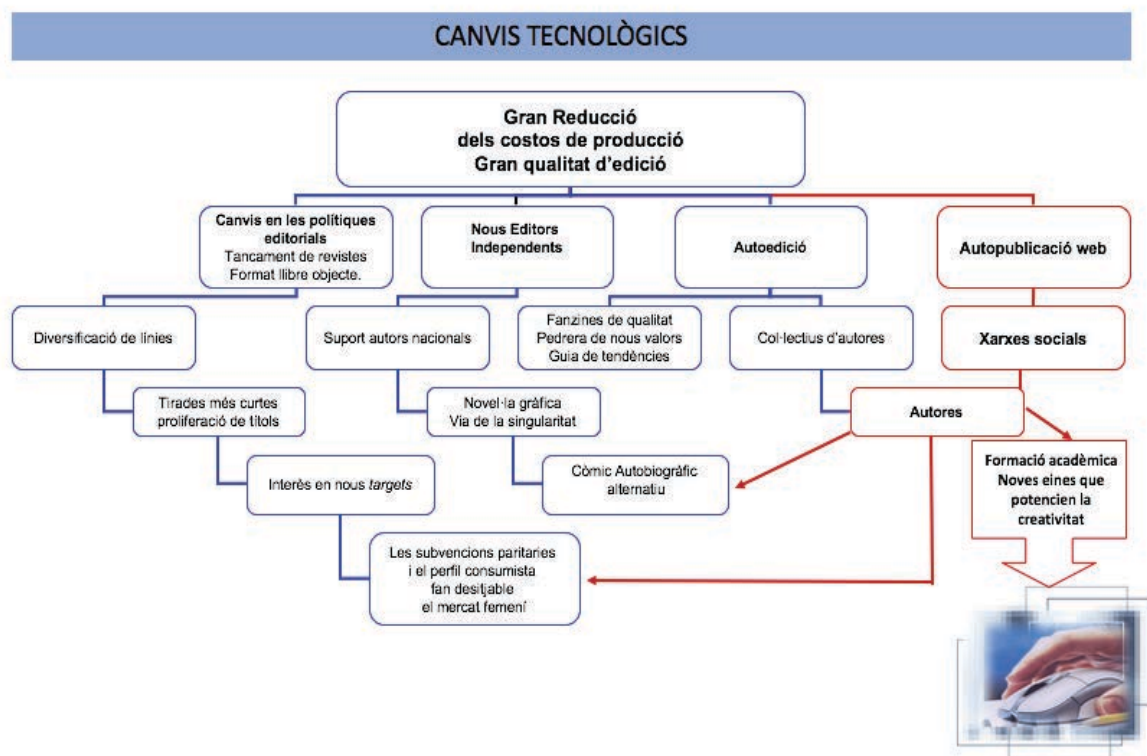 CANVIS TECNOLÒGICS
Gran Reducció
dels costos de producció
Gran qualitat d'edició
Canvis en les polítiques
editorials
Tancament de revistes
Format llibre objecte.
Nous Editors
Independents
Autoedició
Autopublicació web
Diversificació de línies
Suport autors nacionals
Fanzines de qualitat
Pedrera de nous valors
Guia de tendències
Col·lectius d'autores
Xarxes socials
Tirades més curtes
proliferació de títols
Novel·la gràfica
Via de la singularitat
Autores
Interès en nous targets
Còmic Autobiogràfic
alternatiu
Formació acadèmica
Noves eines que
potencien la
creativitat
Les subvencions paritaries
i el perfil consumista
fan desitjable
el mercat femení